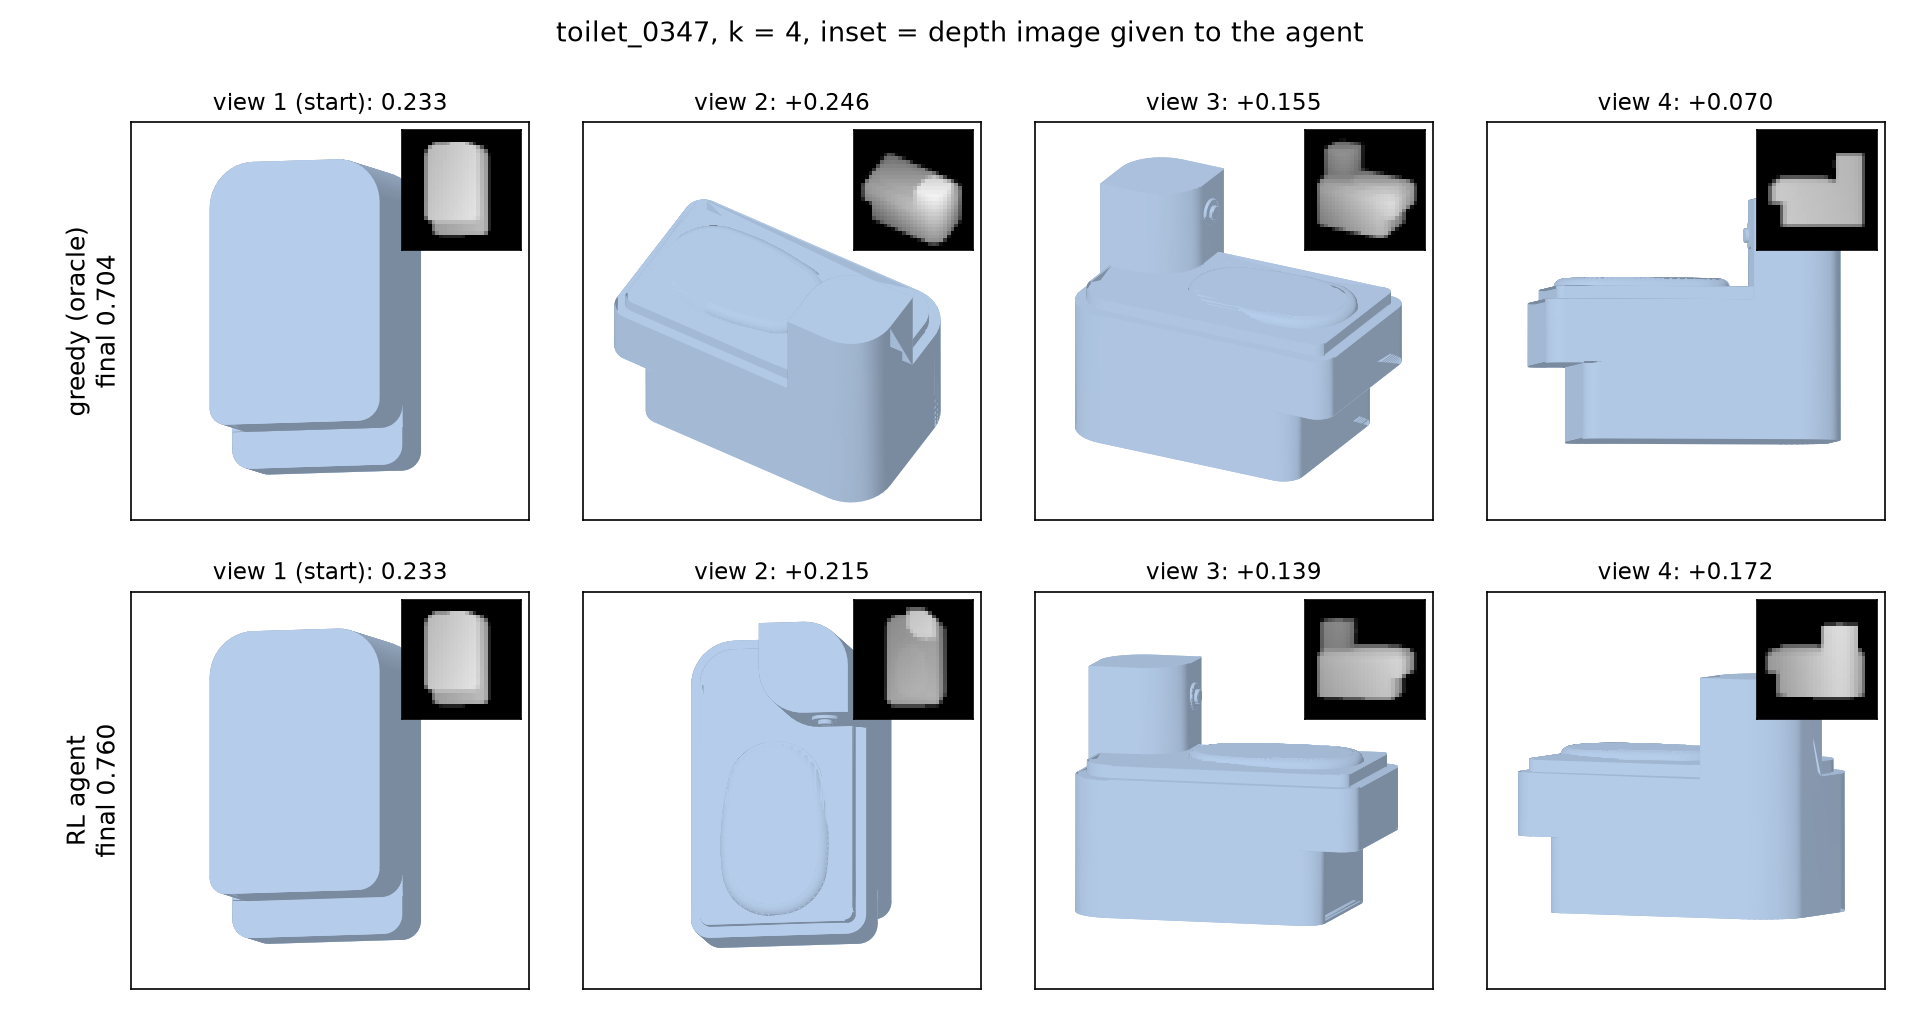 toilet_0347, k = 4, inset = depth image given to the agent
greedy (oracle)
final 0.704
view 1 (start): 0.233
view 2: +0.246
view 3: +0.155
view 4: +0.070
RL agent
final 0.760
view 1 (start): 0.233
view 2: +0.215
view 3: +0.139
view 4: +0.172